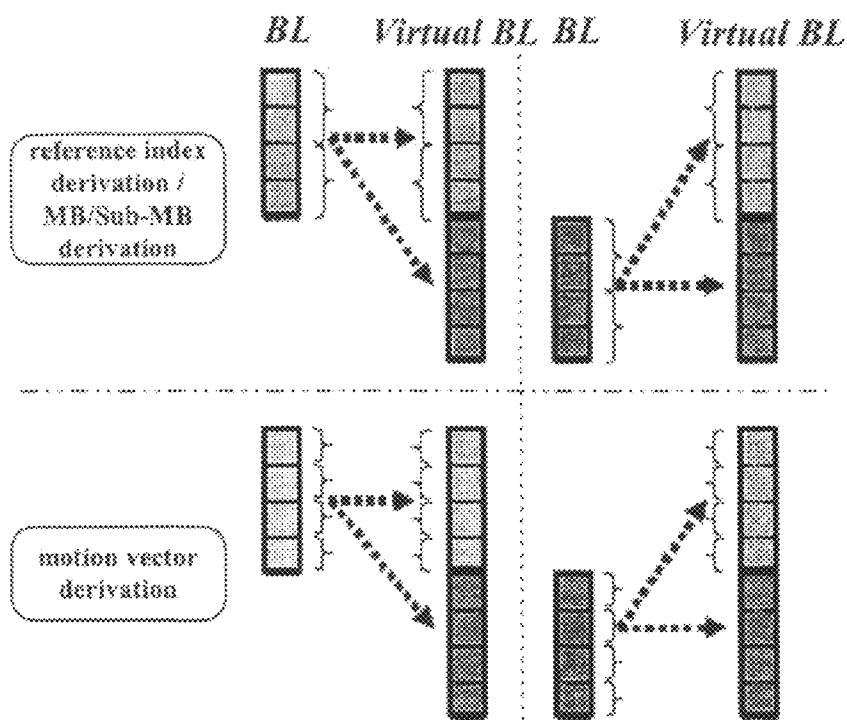 BL Virtual BL BL Virtual BL
reference index
derivation /
MB/Sub-MB
derivation
motion vector
derivation